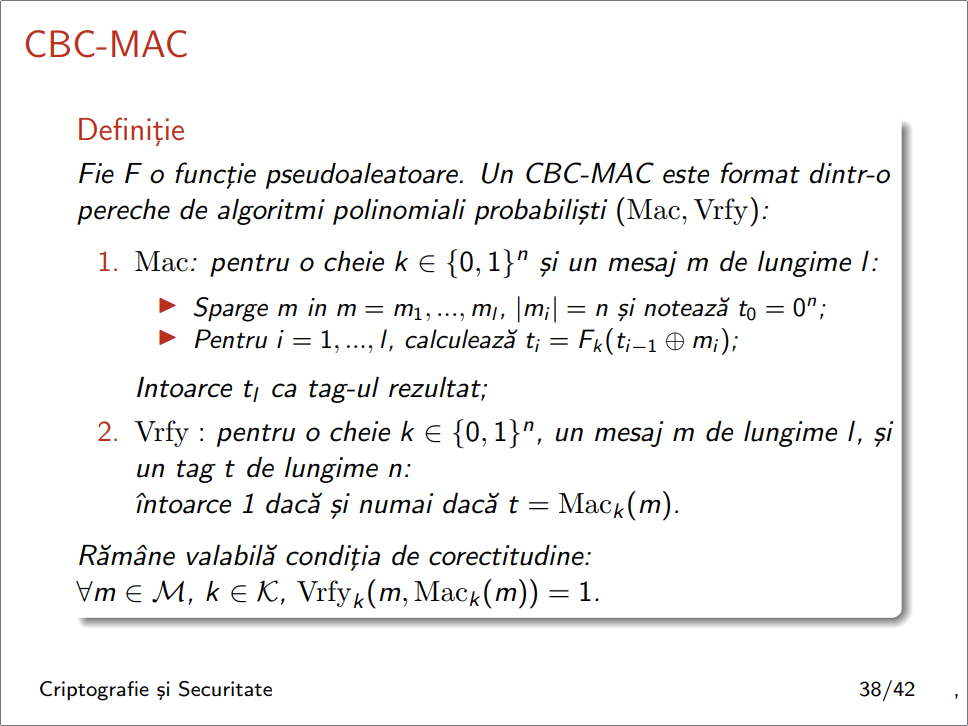 CBC-MAC
Definiție
Fie F o funcție pseudoaleatoare. Un CBC-MAC este format dintr-o
pereche de algoritmi polinomiali probabiliști (Mac, Vrfy):
1. Mac: pentru o cheie k ∈ {0, 1}ⁿ și un mesaj m de lungime l:
▶ Sparge m in m = m₁, ..., mₗ, |mᵢ| = n și notează t₀ = 0ⁿ;
▶ Pentru i = 1, ..., l, calculează tᵢ = Fₖ(tᵢ₋₁ ⊕ mᵢ);
Intoarce tₗ ca tag-ul rezultat;
2. Vrfy : pentru o cheie k ∈ {0, 1}ⁿ, un mesaj m de lungime l, și
un tag t de lungime n:
întoarce 1 dacă și numai dacă t = Macₖ(m).
Rămâne valabilă condiția de corectitudine:
∀m ∈ ℳ, k ∈ 𝒦, Vrfyₖ(m, Macₖ(m)) = 1.
Criptografie și Securitate 38/42 ,